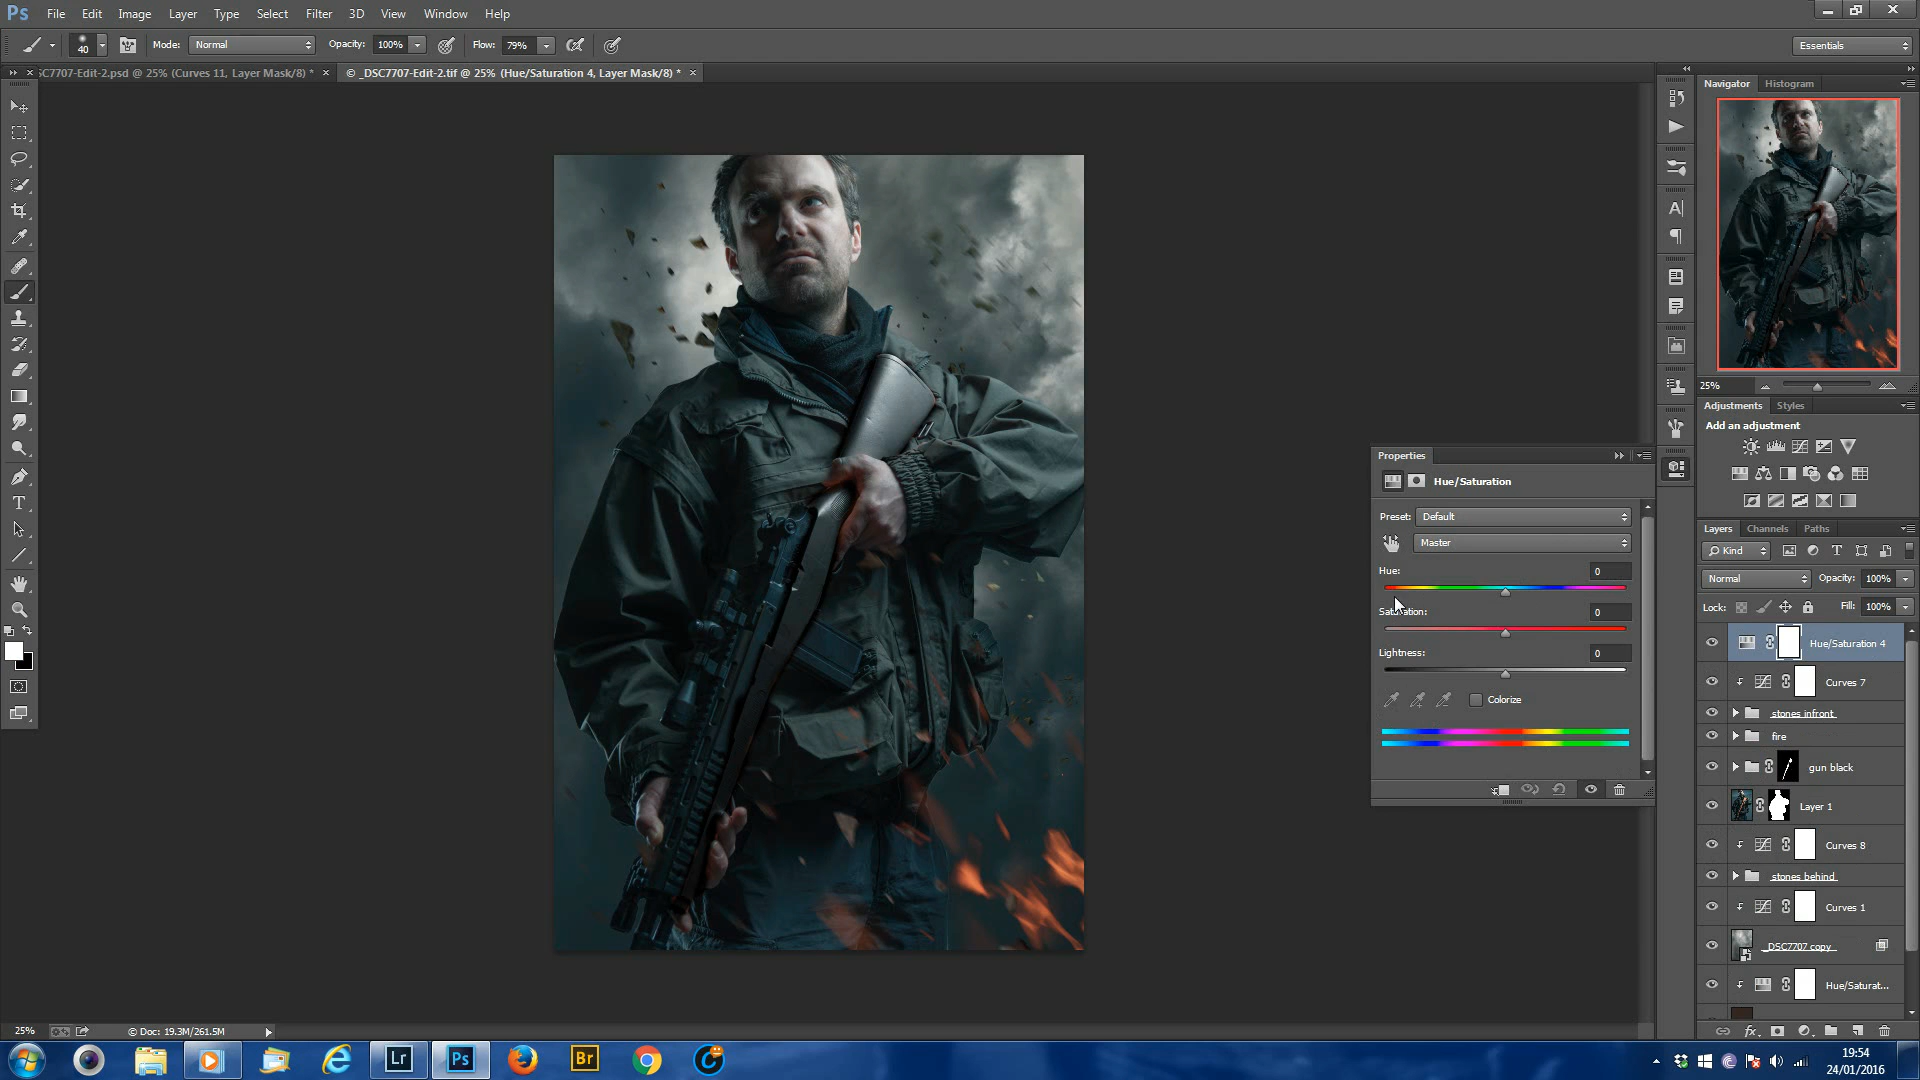 Ps File Edit Image Layer Type Select Filter 3D View Window Help
40 Mode: Normal Opacity: 100% Flow: 79% Essentials
SC7707-Edit-2.psd @ 25% (Curves 11, Layer Mask/8) * × © _DSC7707-Edit-2.tif @ 25% (Hue/Saturation 4, Layer Mask/8) * ×
Navigator Histogram
25%
Adjustments Styles
Add an adjustment
Properties
Hue/Saturation
Preset: Default
Master
Hue: 0
Saturation: 0
Lightness: 0
Colorize
Layers Channels Paths
Kind
Normal Opacity: 100%
Lock: Fill: 100%
Hue/Saturation 4
Curves 7
stones infront
fire
gun black
Layer 1
Curves 8
stones behind
Curves 1
_DSC7707 copy
Hue/Saturat...
fx
25% © Doc: 19.3M/261.5M
Lr Ps Br
19:54
24/01/2016